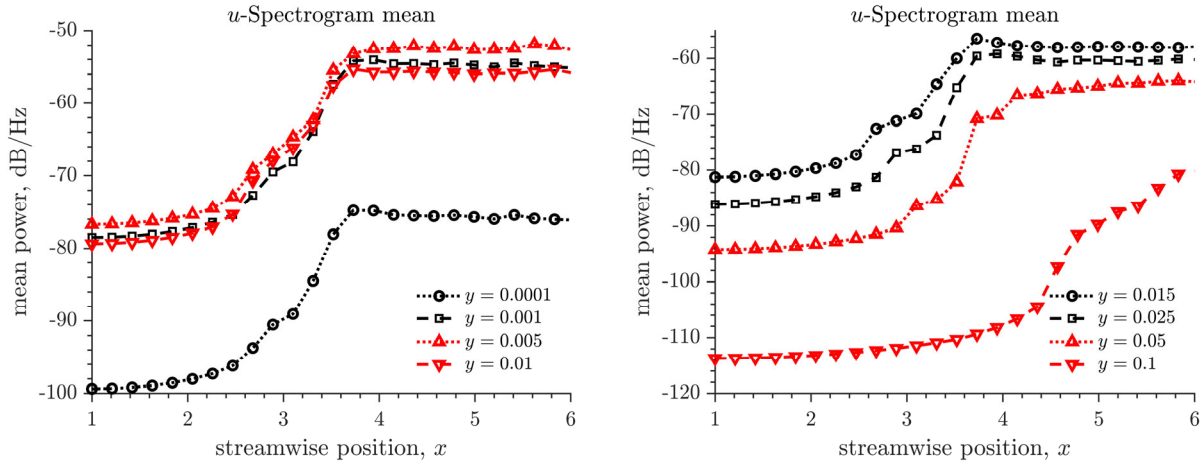 u-Spectrogram mean
-50
-60
-70
-80
-90
-100
mean power, dB/Hz
y = 0.0001
y = 0.001
y = 0.005
y = 0.01
1 2 3 4 5 6
streamwise position, x
u-Spectrogram mean
-60
-70
-80
-90
-100
-110
-120
mean power, dB/Hz
y = 0.015
y = 0.025
y = 0.05
y = 0.1
1 2 3 4 5 6
streamwise position, x